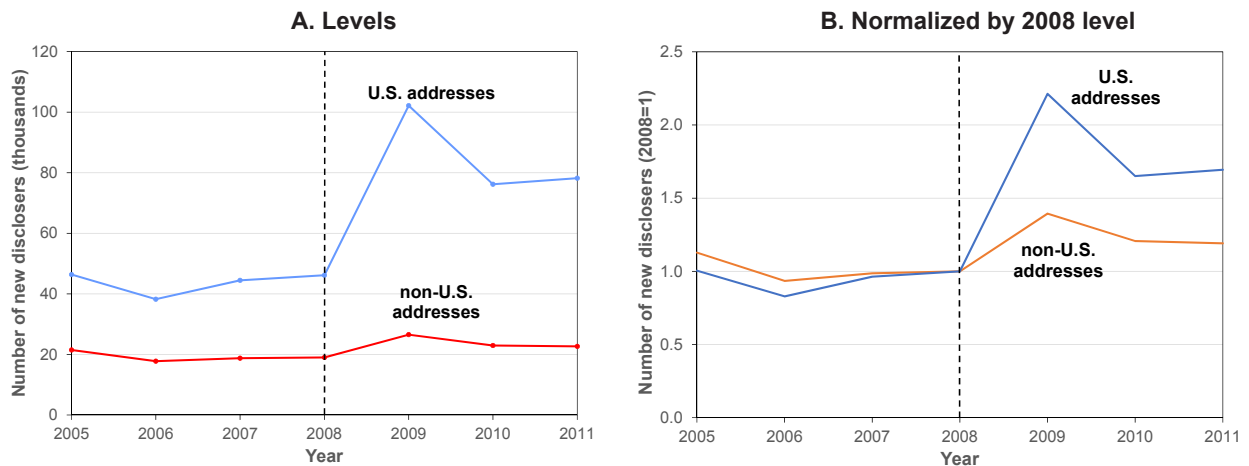 A. Levels
Number of new disclosers (thousands)
120
100
80
60
40
20
0
U.S. addresses
non-U.S.
addresses
2005 2006 2007 2008 2009 2010 2011
Year
B. Normalized by 2008 level
Number of new disclosers (2008=1)
2.5
2.0
1.5
1.0
0.5
0.0
U.S.
addresses
non-U.S.
addresses
2005 2006 2007 2008 2009 2010 2011
Year